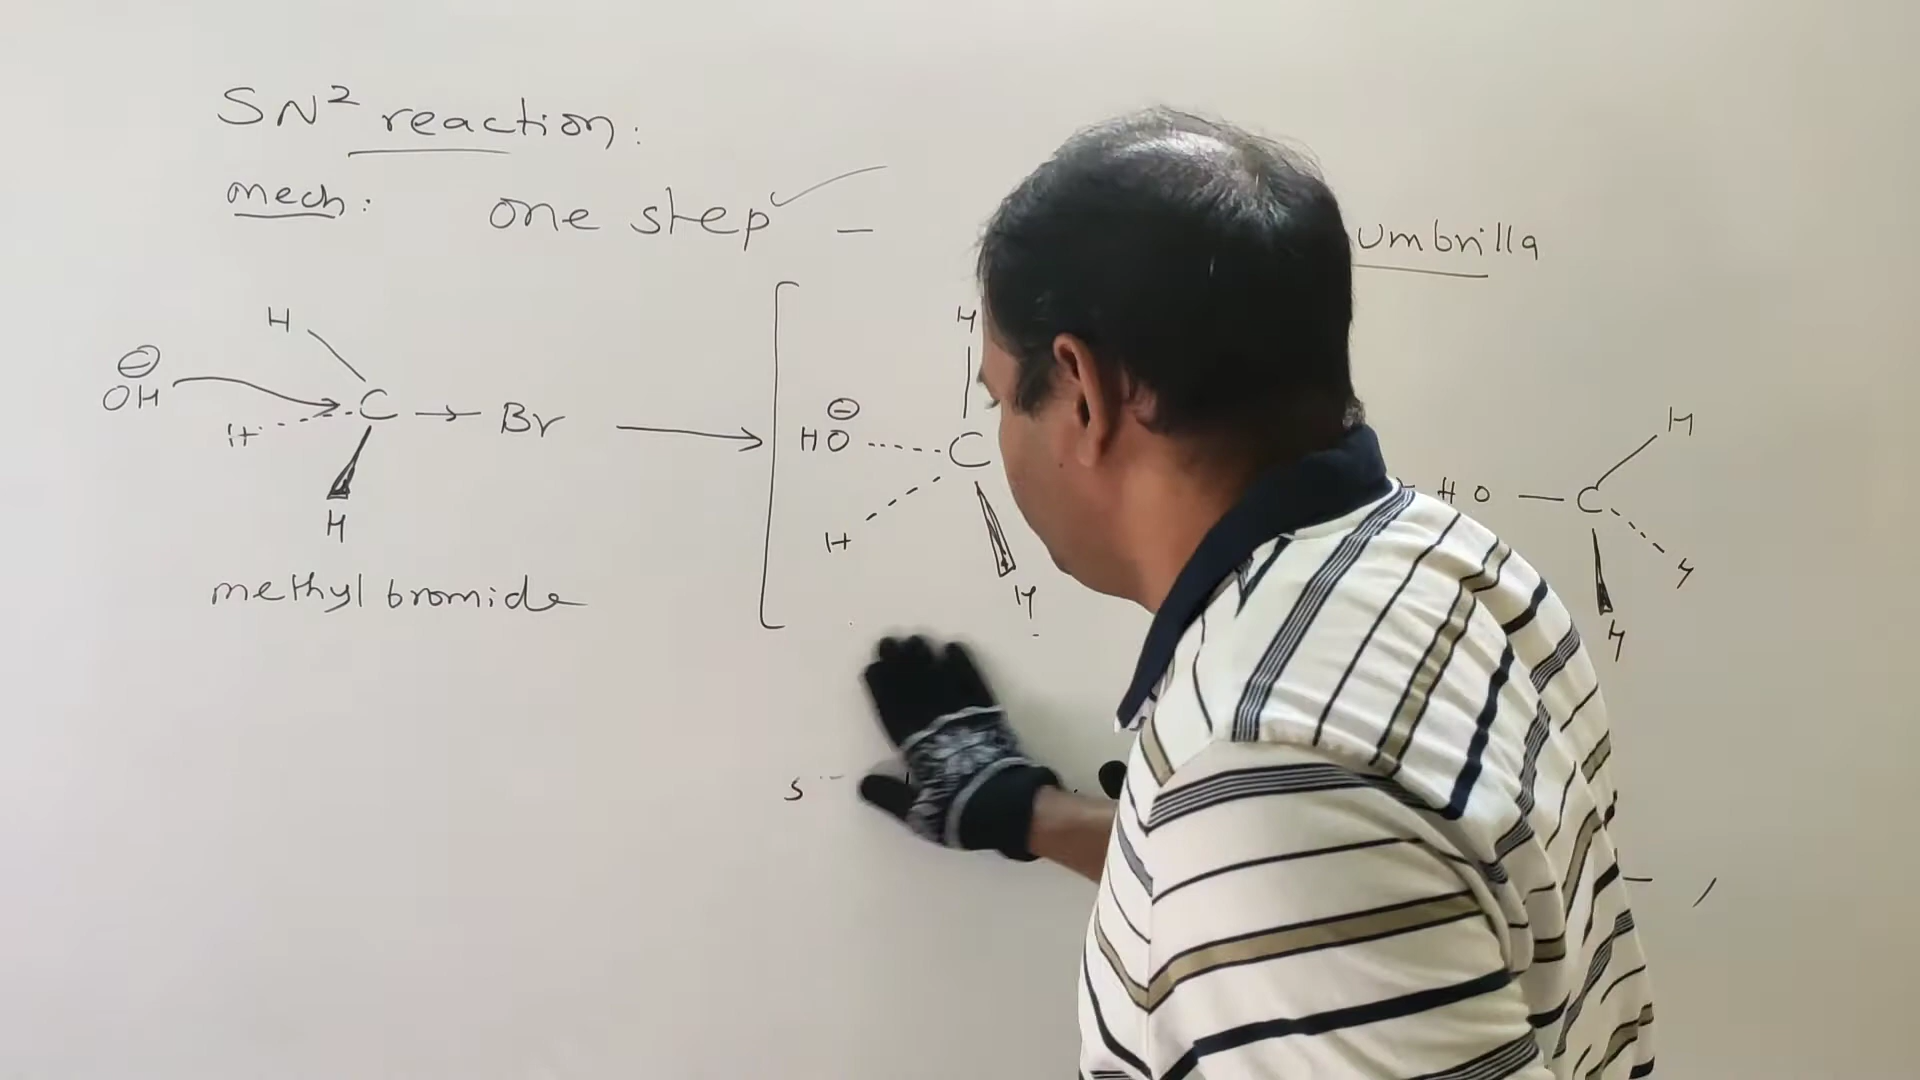 SN² reaction:
mech: one step –
umbrilla
H
⊖
OH
H
C
Br
H
methyl bromide
H
⊖
HO
C
H
H
H
HO
C
H
H
s